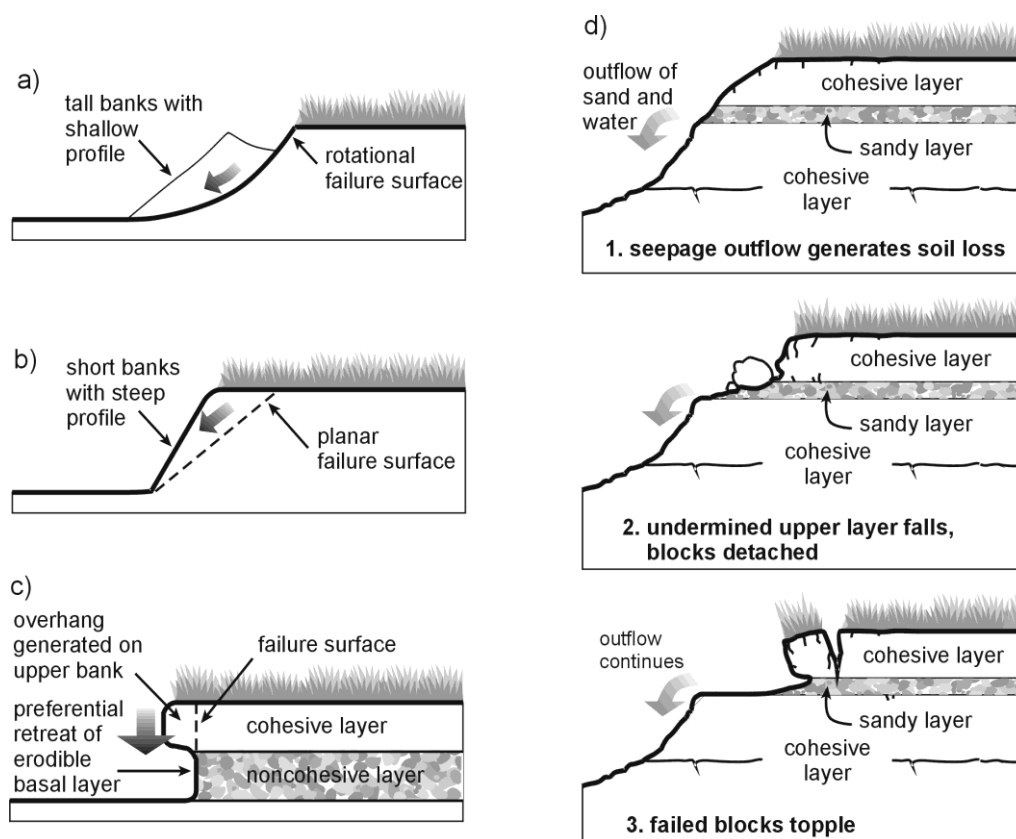 a)
tall banks with
shallow
profile
rotational
failure surface
b)
short banks
with steep
profile
planar
failure surface
c)
overhang
generated on
upper bank
failure surface
preferential
retreat of
erodible
basal layer
cohesive layer
noncohesive layer
d)
outflow of
sand and
water
cohesive layer
sandy layer
cohesive
layer
1. seepage outflow generates soil loss
cohesive layer
sandy layer
cohesive
layer
2. undermined upper layer falls,
blocks detached
outflow
continues
cohesive layer
sandy layer
cohesive
layer
3. failed blocks topple